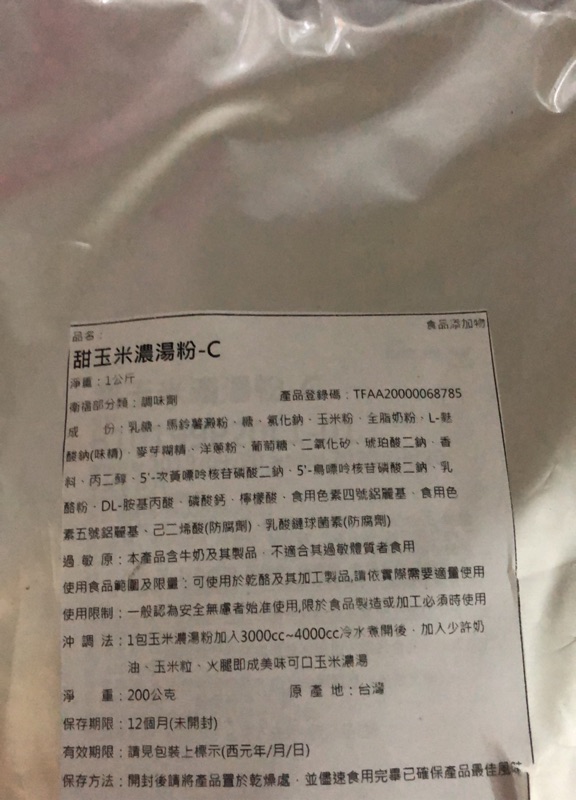 品名：
食品添加物
甜玉米濃湯粉-C
淨重：1公斤
衛福部分類：調味劑
產品登錄碼：TFAA20000068785
成　份：乳糖、馬鈴薯澱粉、糖、氯化鈉、玉米粉、全脂奶粉、L-麩
酸鈉(味精)、麥芽糊精、洋蔥粉、葡萄糖、二氧化矽、琥珀酸二鈉、香
料、丙二醇、5'-次黃嘌呤核苷磷酸二鈉、5'-鳥嘌呤核苷磷酸二鈉、乳
酪粉、DL-胺基丙酸、磷酸鈣、檸檬酸、食用色素四號鋁麗基、食用色
素五號鋁麗基、己二烯酸(防腐劑)、乳酸鏈球菌素(防腐劑)
過 敏 原：本產品含牛奶及其製品、不適合其過敏體質者食用
使用食品範圍及限量：可使用於乾酪及其加工製品,請依實際需要適量使用
使用限制：一般認為安全無慮者始准使用,限於食品製造或加工必須時使用
沖 調 法：1包玉米濃湯粉加入3000cc~4000cc冷水煮開後，加入少許奶
油、玉米粒、火腿即成美味可口玉米濃湯
淨　重：200公克
原 產 地：台灣
保存期限：12個月(未開封)
有效期限：請見包裝上標示(西元年/月/日)
保存方法：開封後請將產品置於乾燥處，並儘速食用完畢已確保產品最佳風味